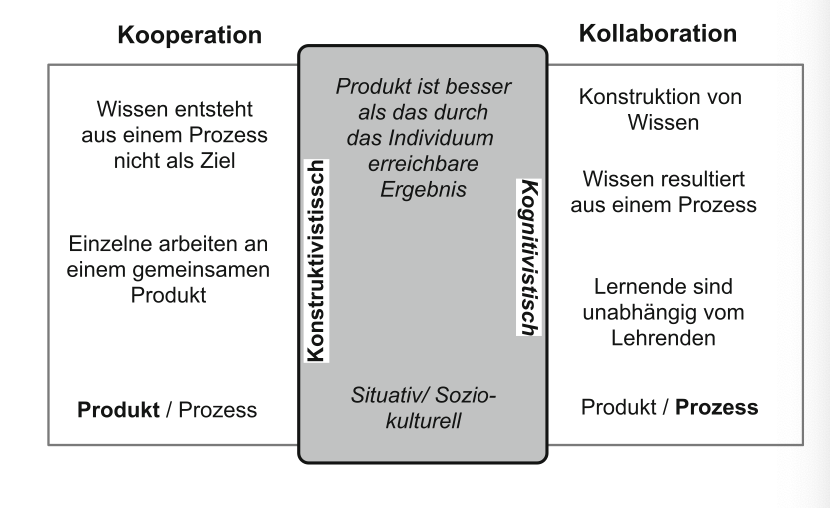 Kooperation
Wissen entsteht
aus einem Prozess
nicht als Ziel
Einzelne arbeiten an
einem gemeinsamen
Produkt
Produkt / Prozess
Konstruktivistissch
Produkt ist besser
als das durch
das Individuum
erreichbare
Ergebnis
Situativ/ Sozio-
kulturell
Kognitivistisch
Kollaboration
Konstruktion von
Wissen
Wissen resultiert
aus einem Prozess
Lernende sind
unabhängig vom
Lehrenden
Produkt / Prozess